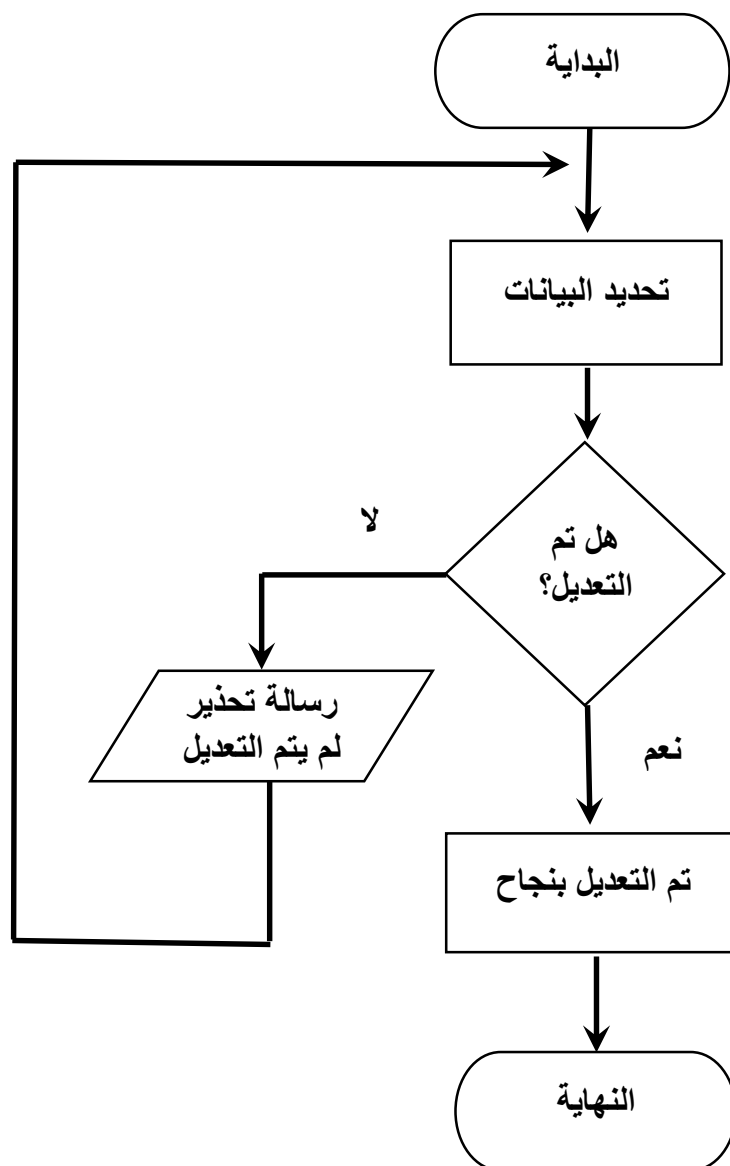 البداية
تحديد البيانات
هل تم
التعديل؟
لا
رسالة تحذير
لم يتم التعديل
نعم
تم التعديل بنجاح
النهاية